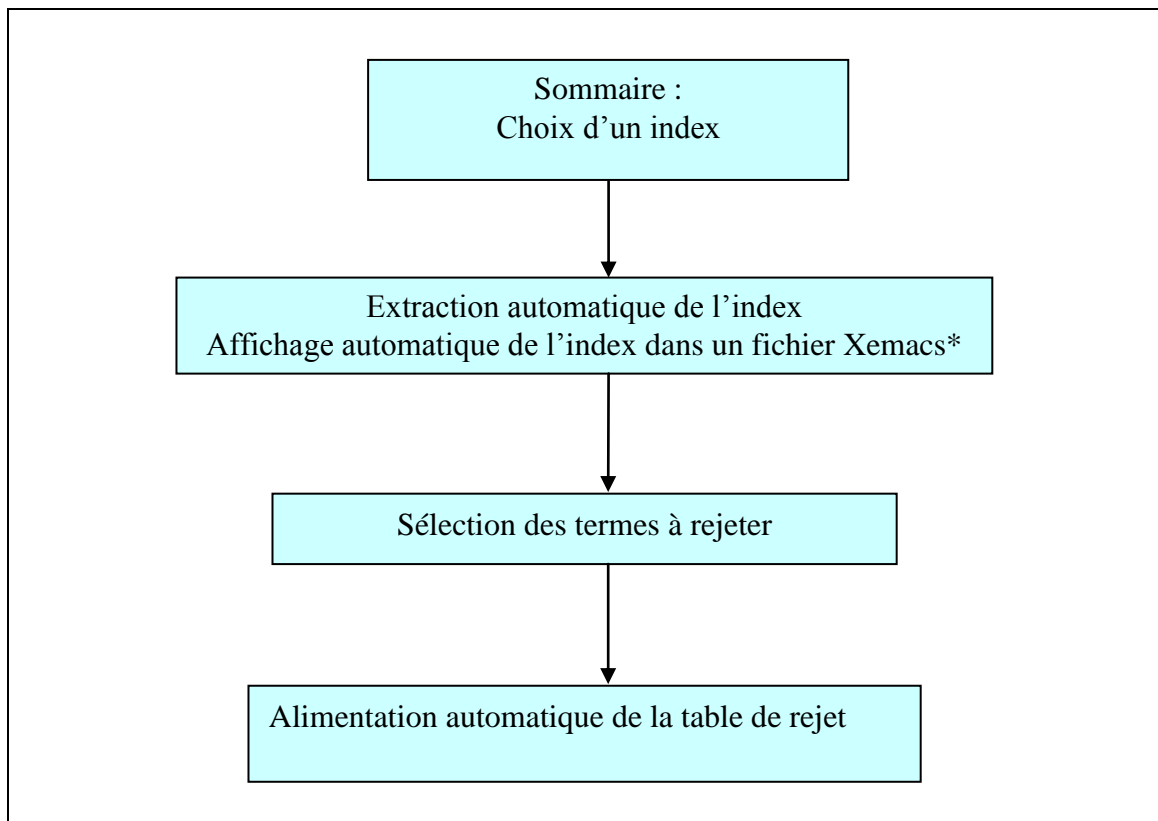 Sommaire :
Choix d’un index
Extraction automatique de l’index
Affichage automatique de l’index dans un fichier Xemacs*
Sélection des termes à rejeter
Alimentation automatique de la table de rejet